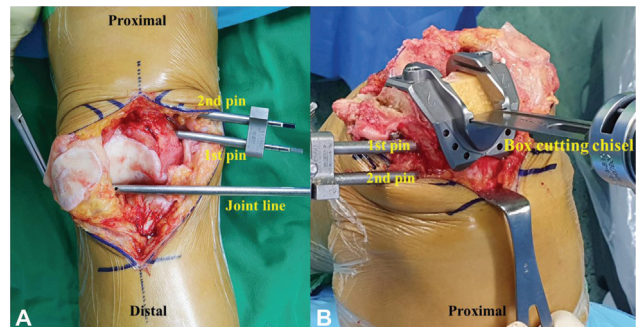 Proximal
2nd pin
1st pin
Joint line
Distal
A
Box cutting chisel
1st pin
2nd pin
Proximal
B